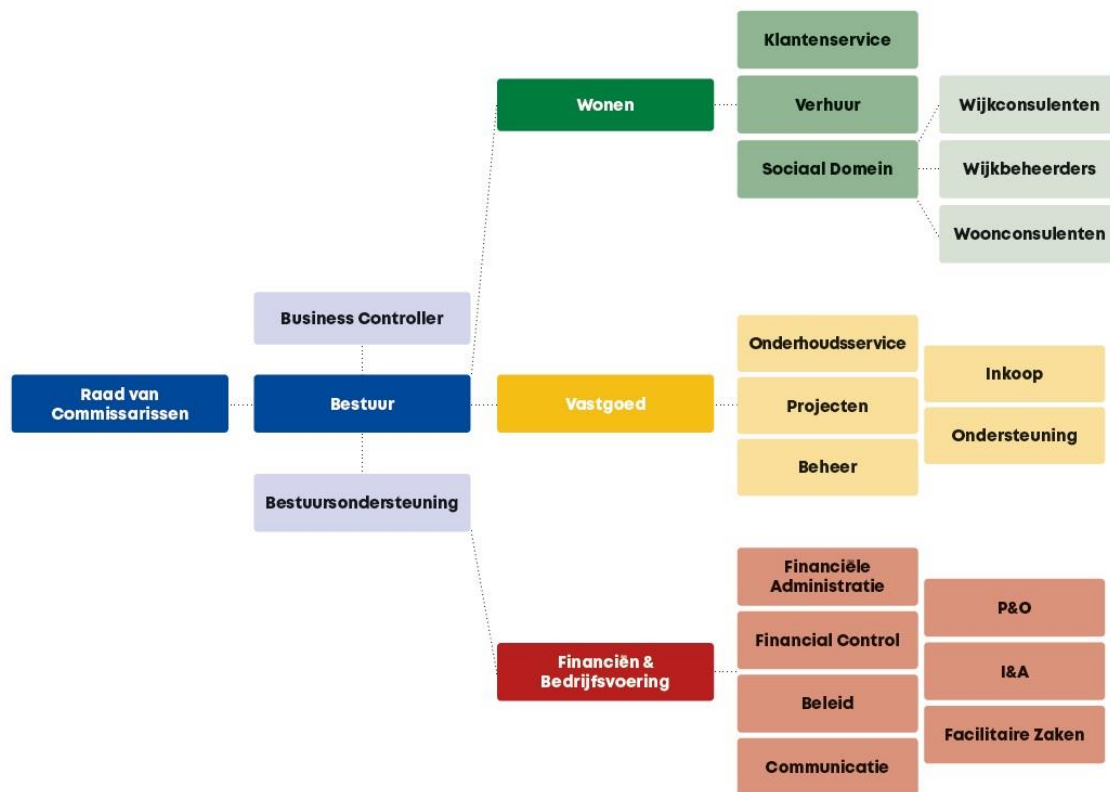 Klantenservice
Wonen
Verhuur
Wijkconsulenten
Sociaal Domein
Wijkbeheerders
Woonconsulenten
Business Controller
Raad van
Commissarissen
Bestuur
Bestuursondersteuning
Vastgoed
Onderhoudsservice
Projecten
Beheer
Inkoop
Ondersteuning
Financiën &
Bedrijfsvoering
Financiële
Administratie
Financial Control
Beleid
Communicatie
P&O
I&A
Facilitaire Zaken